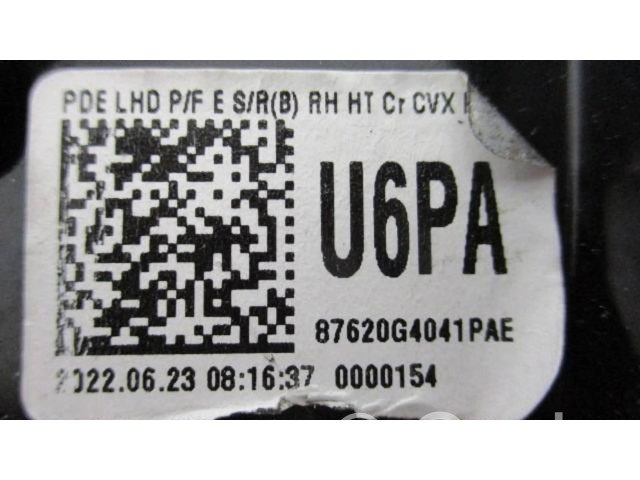 PDE LHD P/F E S/R(B) RH HT Cr CVX
U6PA
87620G4041PAE
2022.06.23 08:16:37 0000154